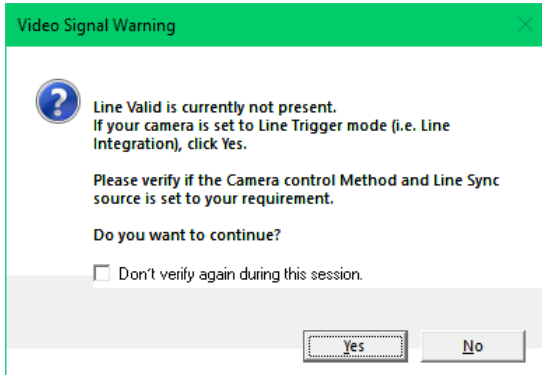 Video Signal Warning
Line Valid is currently not present.
If your camera is set to Line Trigger mode (i.e. Line
Integration), click Yes.
Please verify if the Camera control Method and Line Sync
source is set to your requirement.
Do you want to continue?
Don't verify again during this session.
Yes
No